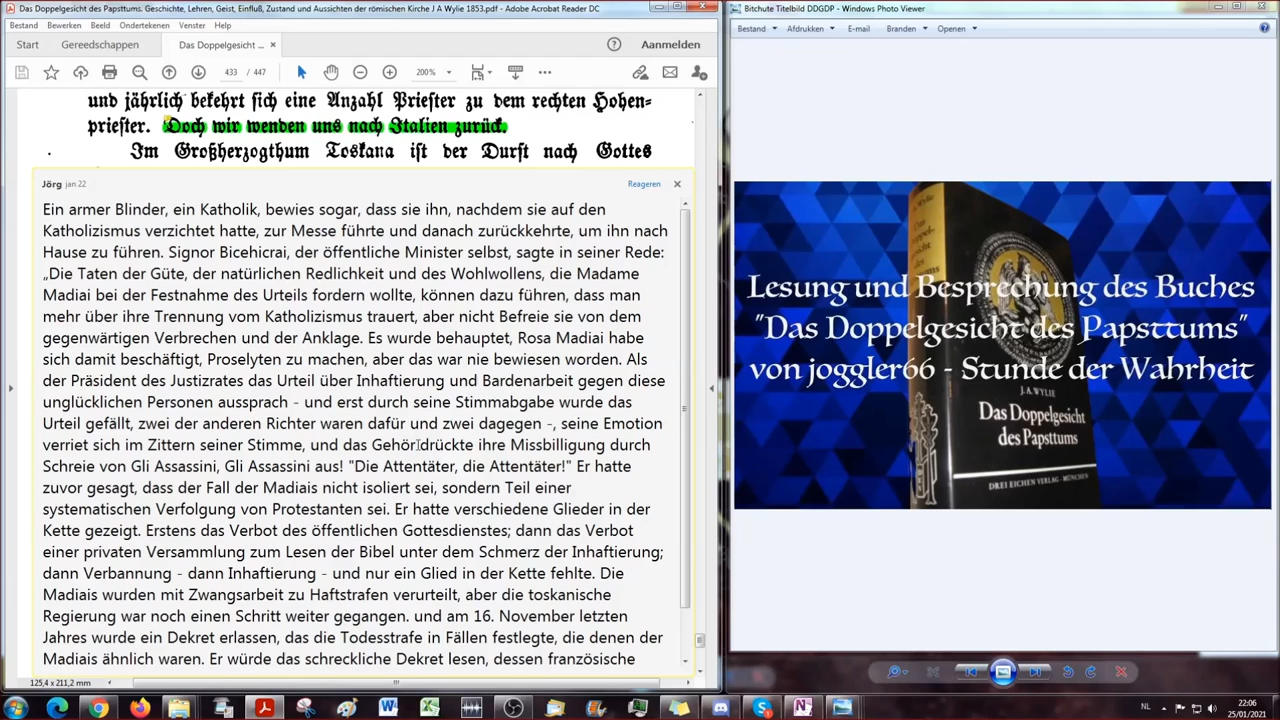 Das Doppelgesicht des Papsttums. Geschichte, Lehren, Geist, Einfluß, Zustand und Aussichten der römischen Kirche J A Wylie 1853.pdf - Adobe Acrobat Reader DC
Bestand Bewerken Beeld Ondertekenen Venster Help
Start Gereedschappen Das Doppelgesicht ... × Anmelden
433 / 447 200%
und jährlich bekehrt sich eine Anzahl Priester zu dem rechten Hohen-
priester. Doch wir wenden uns nach Italien zurück.
Im Großherzogthum Toskana ist der Durst nach Gottes
Jörg jan 22 Reageren
Ein armer Blinder, ein Katholik, bewies sogar, dass sie ihn, nachdem sie auf den
Katholizismus verzichtet hatte, zur Messe führte und danach zurückkehrte, um ihn nach
Hause zu führen. Signor Bicehicrai, der öffentliche Minister selbst, sagte in seiner Rede:
„Die Taten der Güte, der natürlichen Redlichkeit und des Wohlwollens, die Madame
Madiai bei der Festnahme des Urteils fordern wollte, können dazu führen, dass man
mehr über ihre Trennung vom Katholizismus trauert, aber nicht Befreie sie von dem
gegenwärtigen Verbrechen und der Anklage. Es wurde behauptet, Rosa Madiai habe
sich damit beschäftigt, Proselyten zu machen, aber das war nie bewiesen worden. Als
der Präsident des Justizrates das Urteil über Inhaftierung und Bardenarbeit gegen diese
unglücklichen Personen aussprach - und erst durch seine Stimmabgabe wurde das
Urteil gefällt, zwei der anderen Richter waren dafür und zwei dagegen -, seine Emotion
verriet sich im Zittern seiner Stimme, und das Gehör drückte ihre Missbilligung durch
Schreie von Gli Assassini, Gli Assassini aus! "Die Attentäter, die Attentäter!" Er hatte
zuvor gesagt, dass der Fall der Madiais nicht isoliert sei, sondern Teil einer
systematischen Verfolgung von Protestanten sei. Er hatte verschiedene Glieder in der
Kette gezeigt. Erstens das Verbot des öffentlichen Gottesdienstes; dann das Verbot
einer privaten Versammlung zum Lesen der Bibel unter dem Schmerz der Inhaftierung;
dann Verbannung - dann Inhaftierung - und nur ein Glied in der Kette fehlte. Die
Madiais wurden mit Zwangsarbeit zu Haftstrafen verurteilt, aber die toskanische
Regierung war noch einen Schritt weiter gegangen. und am 16. November letzten
Jahres wurde ein Dekret erlassen, das die Todesstrafe in Fällen festlegte, die denen der
Madiais ähnlich waren. Er würde das schreckliche Dekret lesen, dessen französische
125,4 x 211,2 mm
Bitchute Titelbild DDGDP - Windows Photo Viewer
Bestand Afdrukken E-mail Branden Openen
Lesung und Besprechung des Buches
"Das Doppelgesicht des Papsttums"
von joggler66 - Stunde der Wahrheit
J.A. WYLIE
Das Doppelgesicht
des Papsttums
DREI EICHEN VERLAG · MÜNCHEN
NL 22:06
25/01/2021